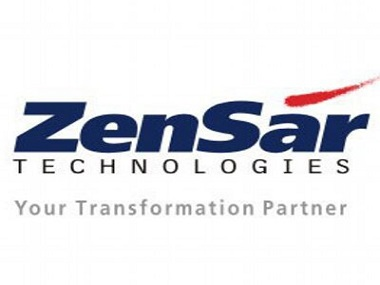 ZenSar
TECHNOLOGIES
Your Transformation Partner